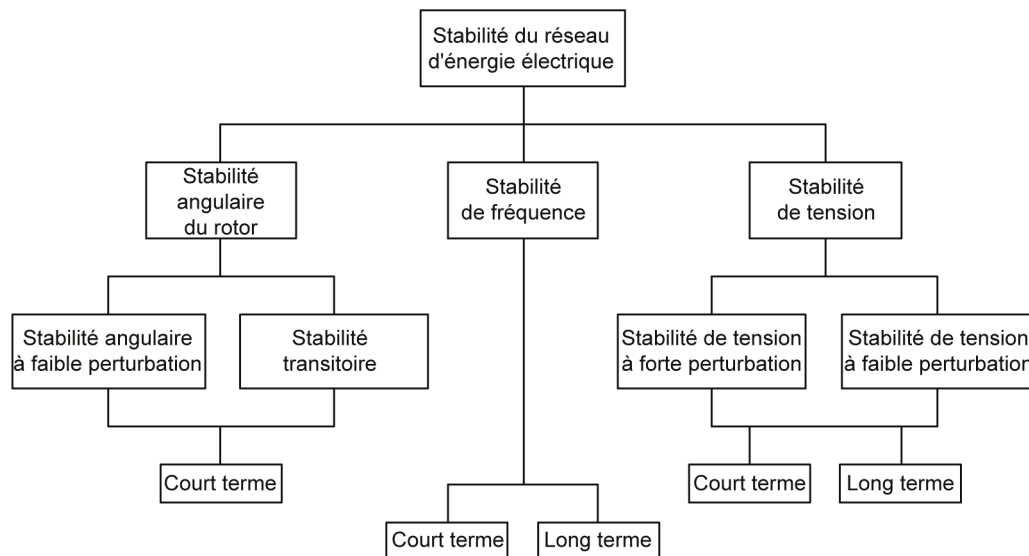 Stabilité du réseau
d'énergie électrique
Stabilité
angulaire
du rotor
Stabilité
de fréquence
Stabilité
de tension
Stabilité angulaire
à faible perturbation
Stabilité
transitoire
Stabilité de tension
à forte perturbation
Stabilité de tension
à faible perturbation
Court terme
Court terme
Long terme
Court terme
Long terme